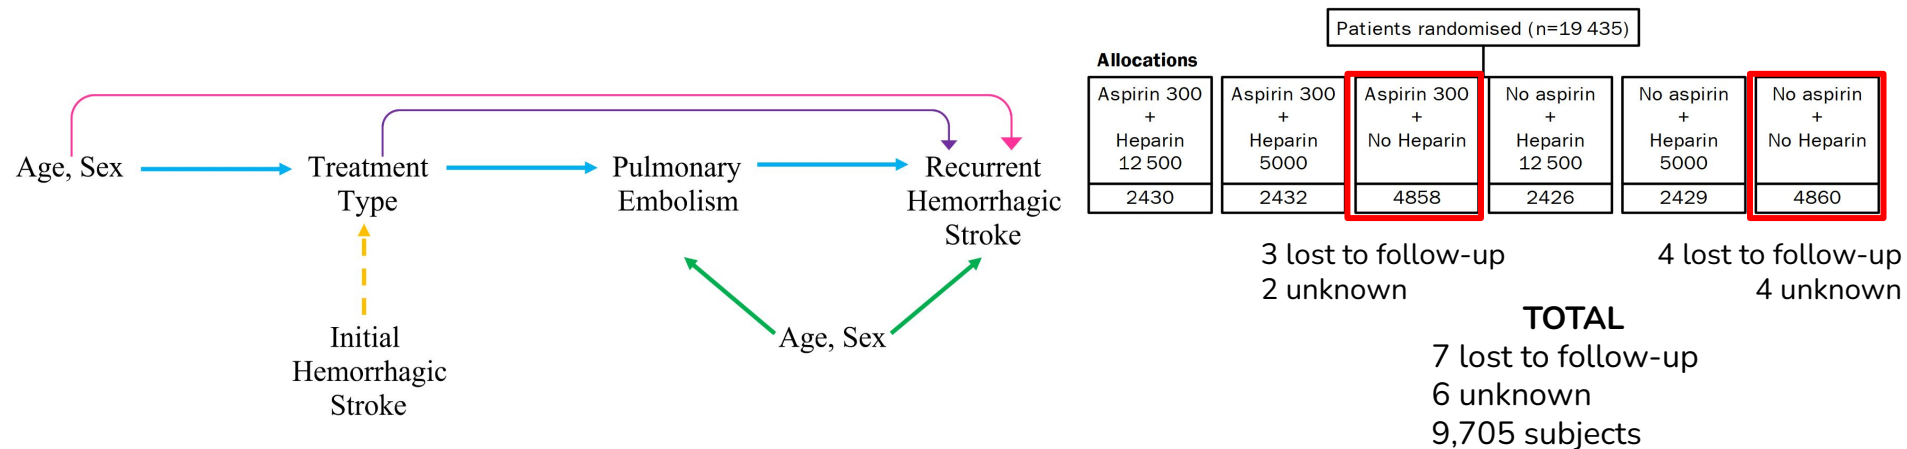 Age, Sex
Treatment
Type
Pulmonary
Embolism
Recurrent
Hemorrhagic
Stroke
Initial
Hemorrhagic
Stroke
Age, Sex
Patients randomised (n=19 435)
Allocations
Aspirin 300
+
Heparin
12 500
2430
Aspirin 300
+
Heparin
5000
2432
Aspirin 300
+
No Heparin
4858
No aspirin
+
Heparin
12 500
2426
No aspirin
+
Heparin
5000
2429
No aspirin
+
No Heparin
4860
3 lost to follow-up
2 unknown
4 lost to follow-up
4 unknown
TOTAL
7 lost to follow-up
6 unknown
9,705 subjects